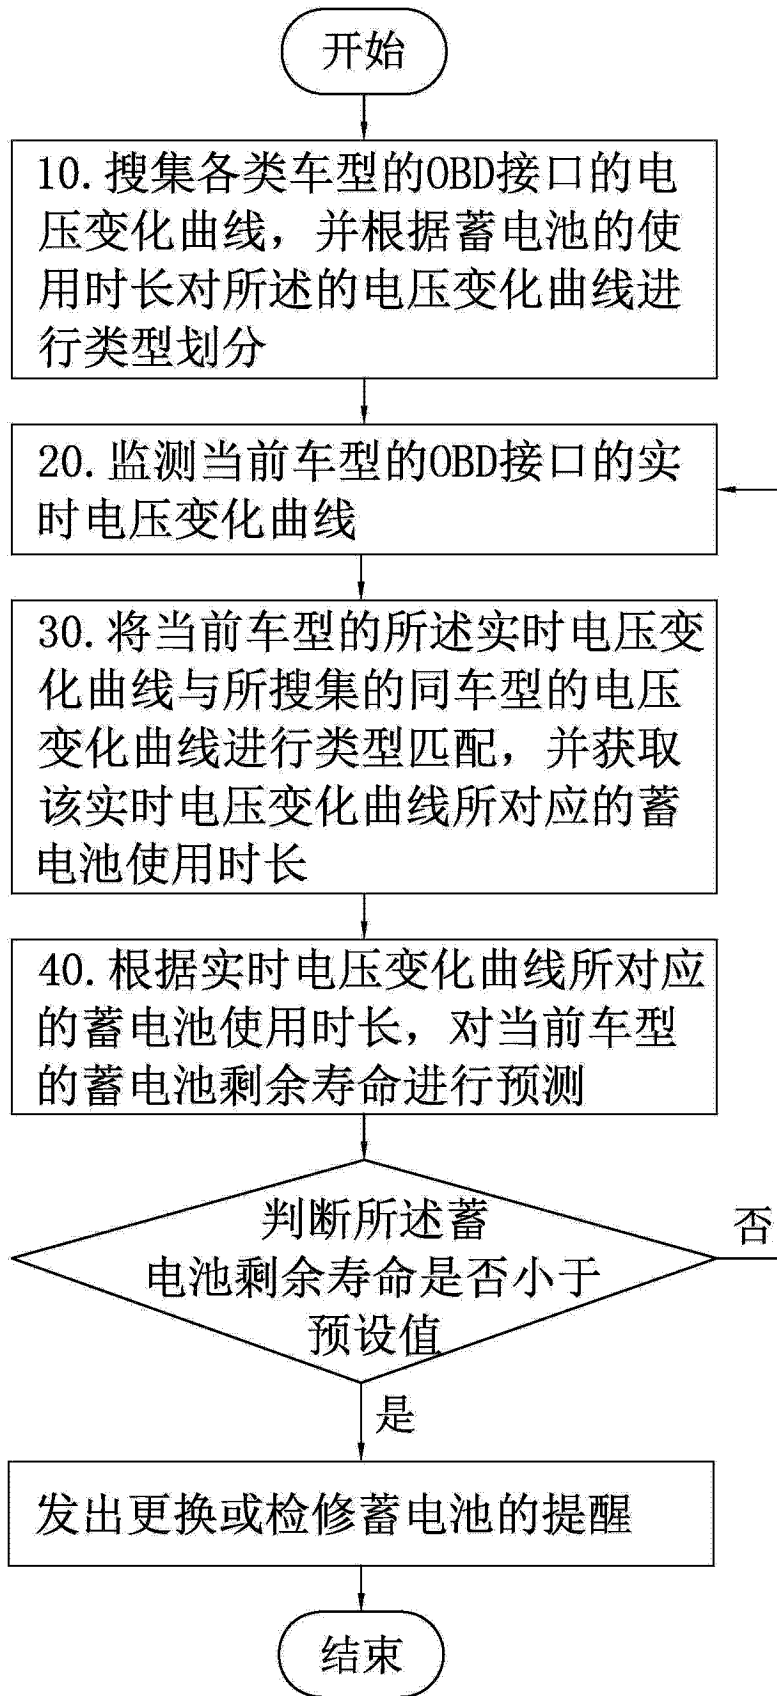 开始
10.搜集各类车型的OBD接口的电
压变化曲线，并根据蓄电池的使
用时长对所述的电压变化曲线进
行类型划分
20.监测当前车型的OBD接口的实
时电压变化曲线
30.将当前车型的所述实时电压变
化曲线与所搜集的同车型的电压
变化曲线进行类型匹配，并获取
该实时电压变化曲线所对应的蓄
电池使用时长
40.根据实时电压变化曲线所对应
的蓄电池使用时长，对当前车型
的蓄电池剩余寿命进行预测
判断所述蓄
电池剩余寿命是否小于
预设值
否
是
发出更换或检修蓄电池的提醒
结束